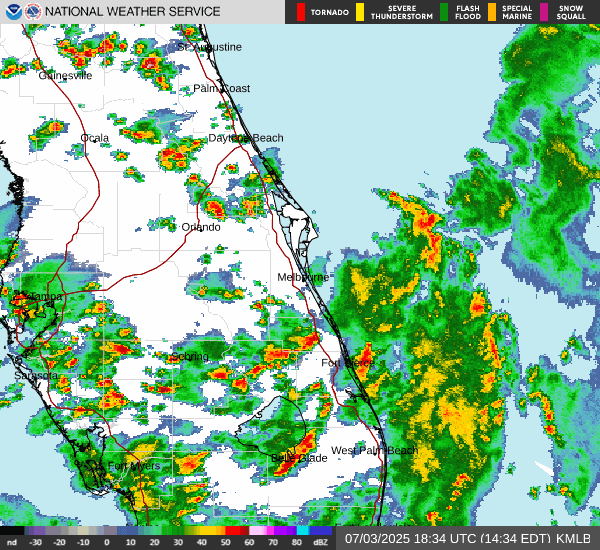 NATIONAL WEATHER SERVICE
TORNADO
SEVERE THUNDERSTORM
FLASH FLOOD
SPECIAL MARINE
SNOW SQUALL
St Augustine
Gainesville
Palm Coast
Ocala
Daytona Beach
Orlando
Melbourne
Tampa
Sebring
Fort Pierce
Sarasota
West Palm Beach
Belle Glade
Fort Myers
nd -30 -20 -10 0 10 20 30 40 50 60 70 80 dBZ
07/03/2025 18:34 UTC (14:34 EDT) KMLB